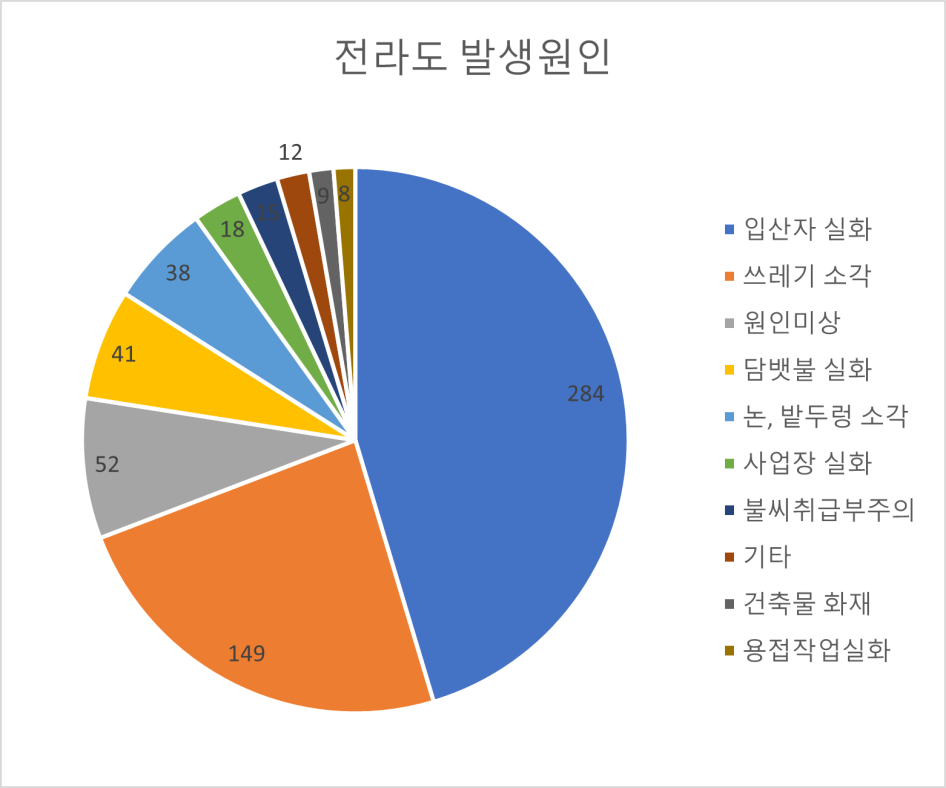 전라도 발생원인
12
9
8
18
38
41
284
52
149
입산자 실화
쓰레기 소각
원인미상
담뱃불 실화
논, 밭두렁 소각
사업장 실화
불씨취급부주의
기타
건축물 화재
용접작업실화